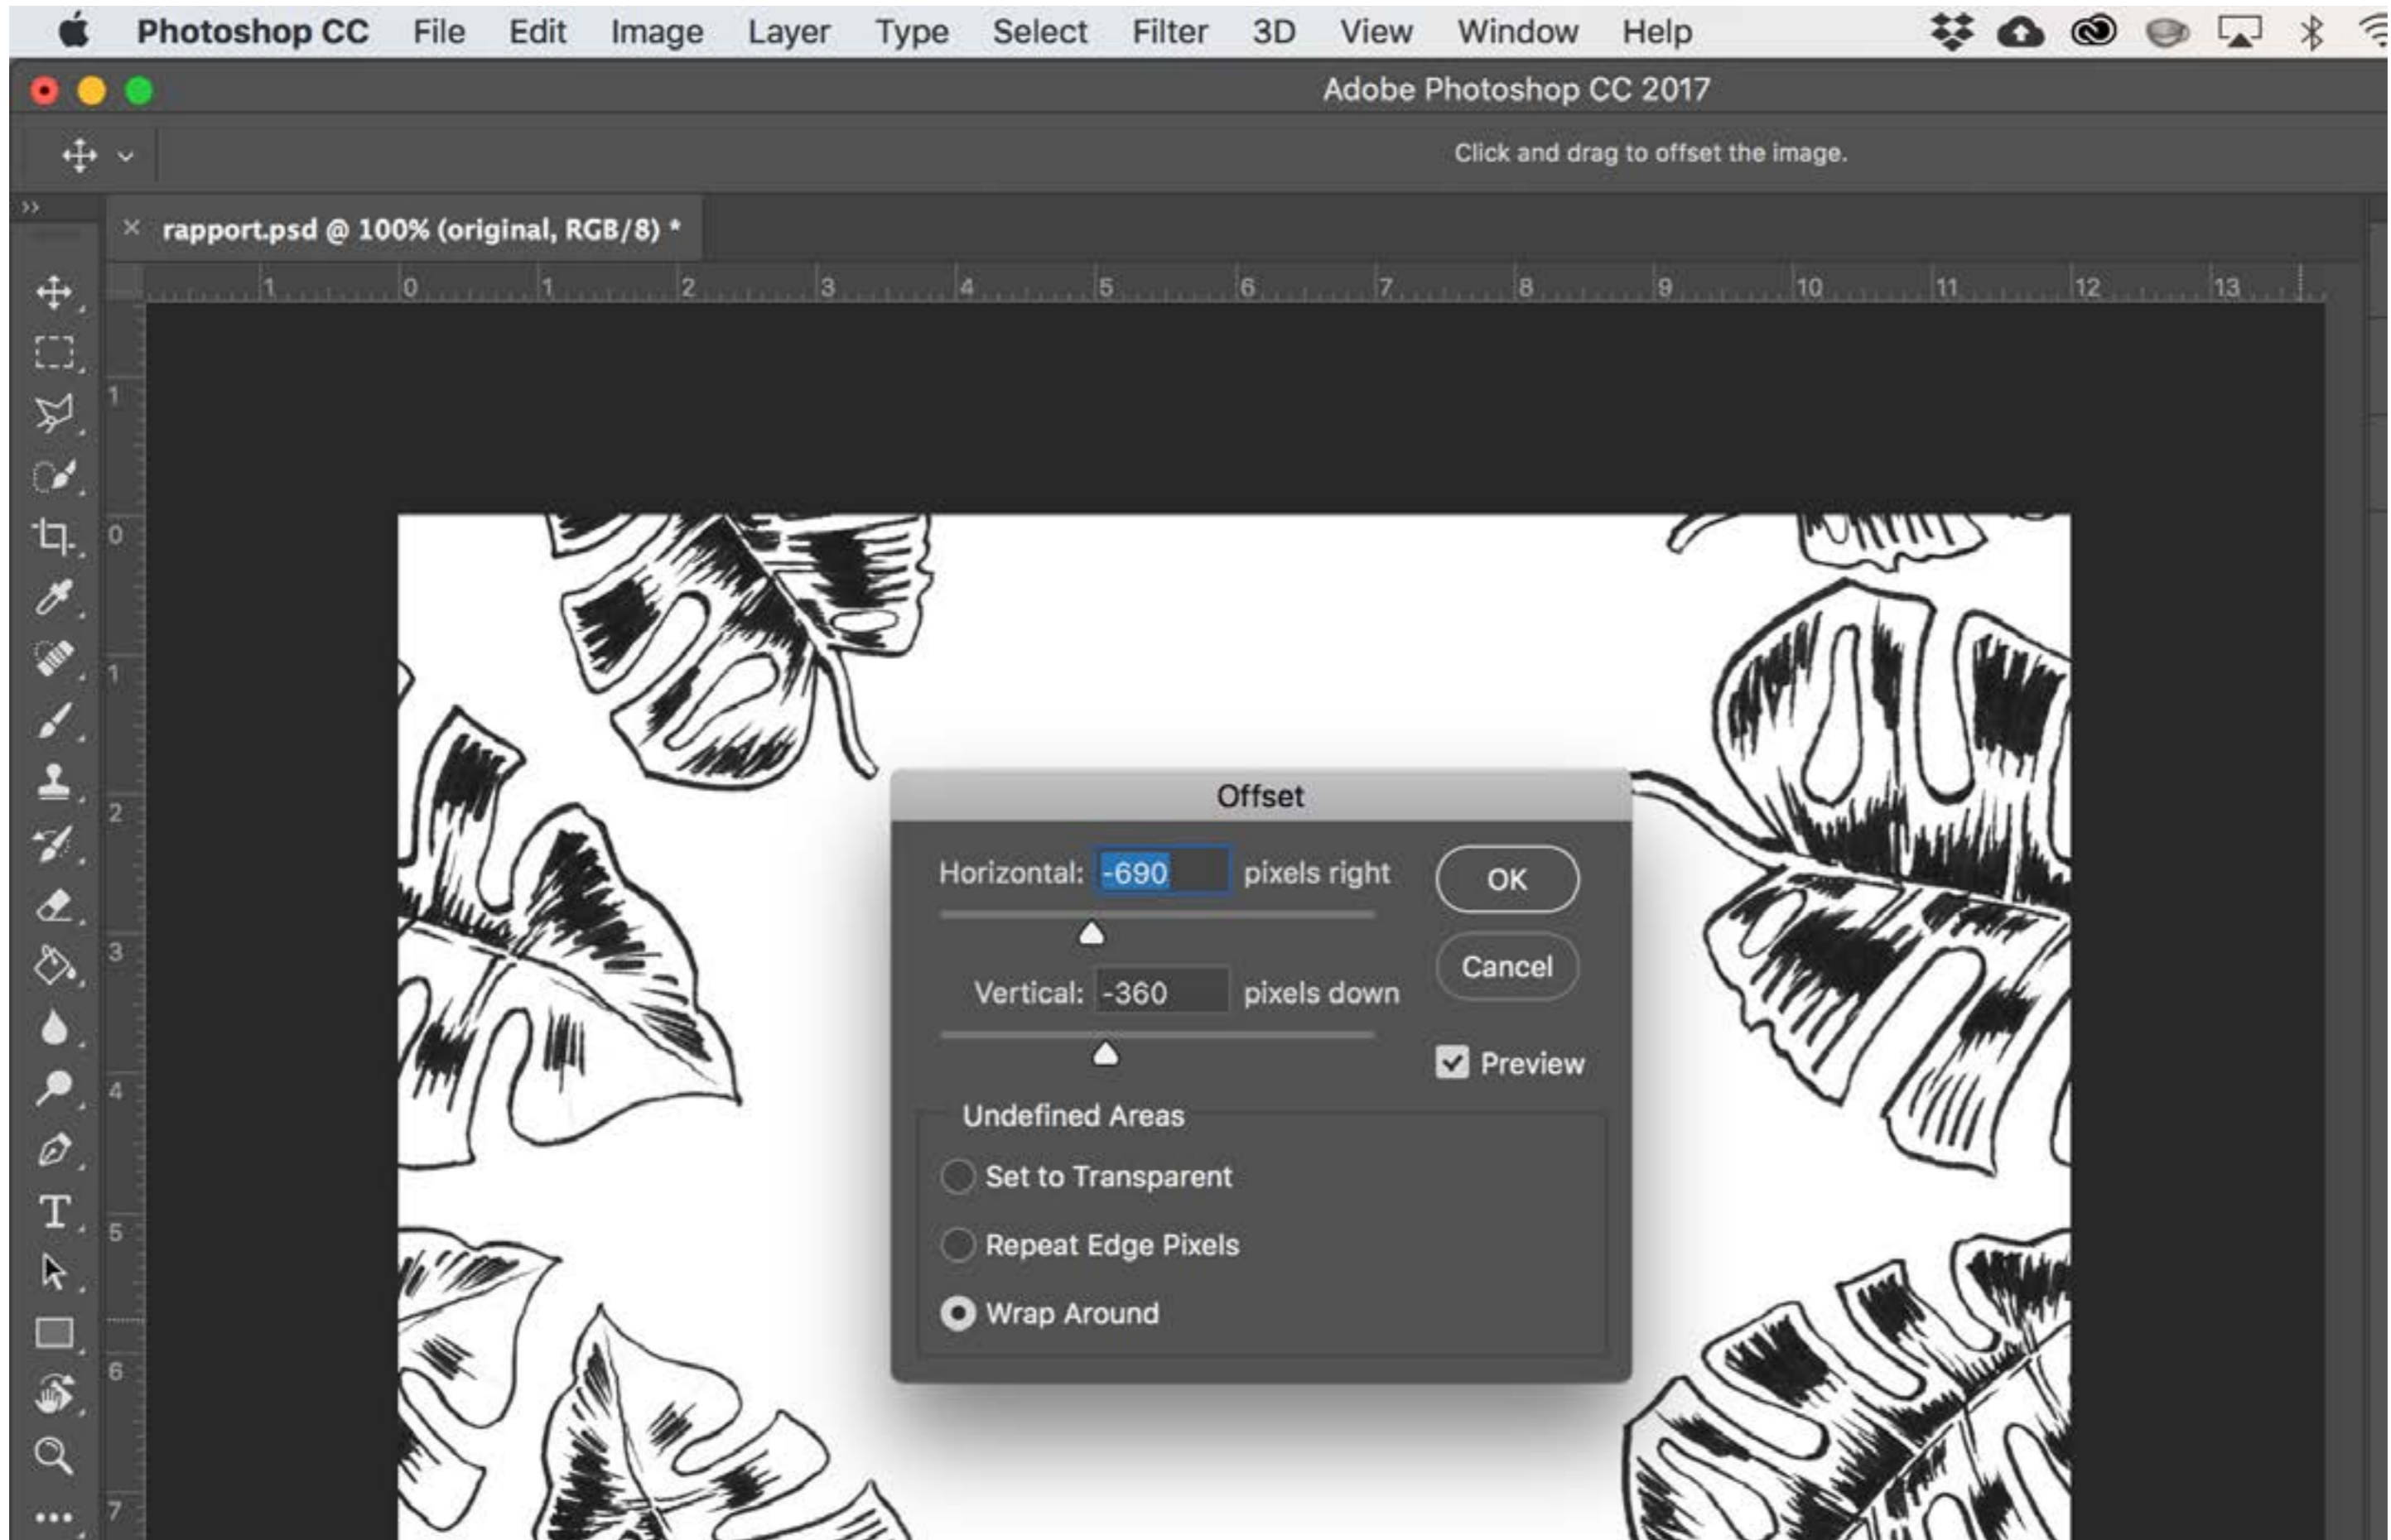 Photoshop CC File Edit Image Layer Type Select Filter 3D View Window Help
Adobe Photoshop CC 2017
Click and drag to offset the image.
rapport.psd @ 100% (original, RGB/8) *
1 0 1 2 3 4 5 6 7 8 9 10 11 12 13
1
0
1
2
3
4
5
6
7
Offset
Horizontal: -690 pixels right
OK
Vertical: -360 pixels down
Cancel
Preview
Undefined Areas
Set to Transparent
Repeat Edge Pixels
Wrap Around